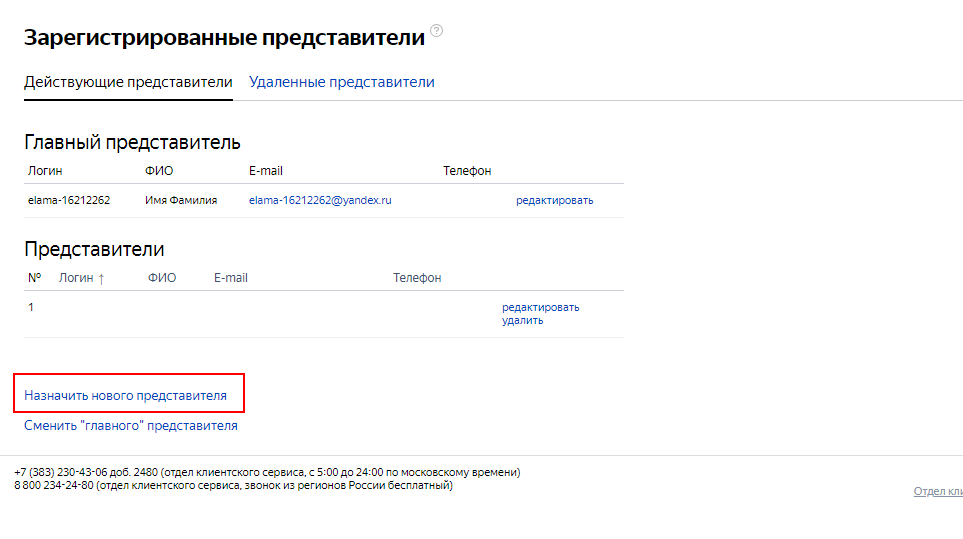 Зарегистрированные представители ?
Действующие представители Удаленные представители
Главный представитель
Логин ФИО E-mail Телефон
elama-16212262 Имя Фамилия elama-16212262@yandex.ru редактировать
Представители
№ Логин ↑ ФИО E-mail Телефон
1 редактировать
удалить
Назначить нового представителя
Сменить "главного" представителя
+7 (383) 230-43-06 доб. 2480 (отдел клиентского сервиса, с 5:00 до 24:00 по московскому времени)
8 800 234-24-80 (отдел клиентского сервиса, звонок из регионов России бесплатный)
Отдел кли